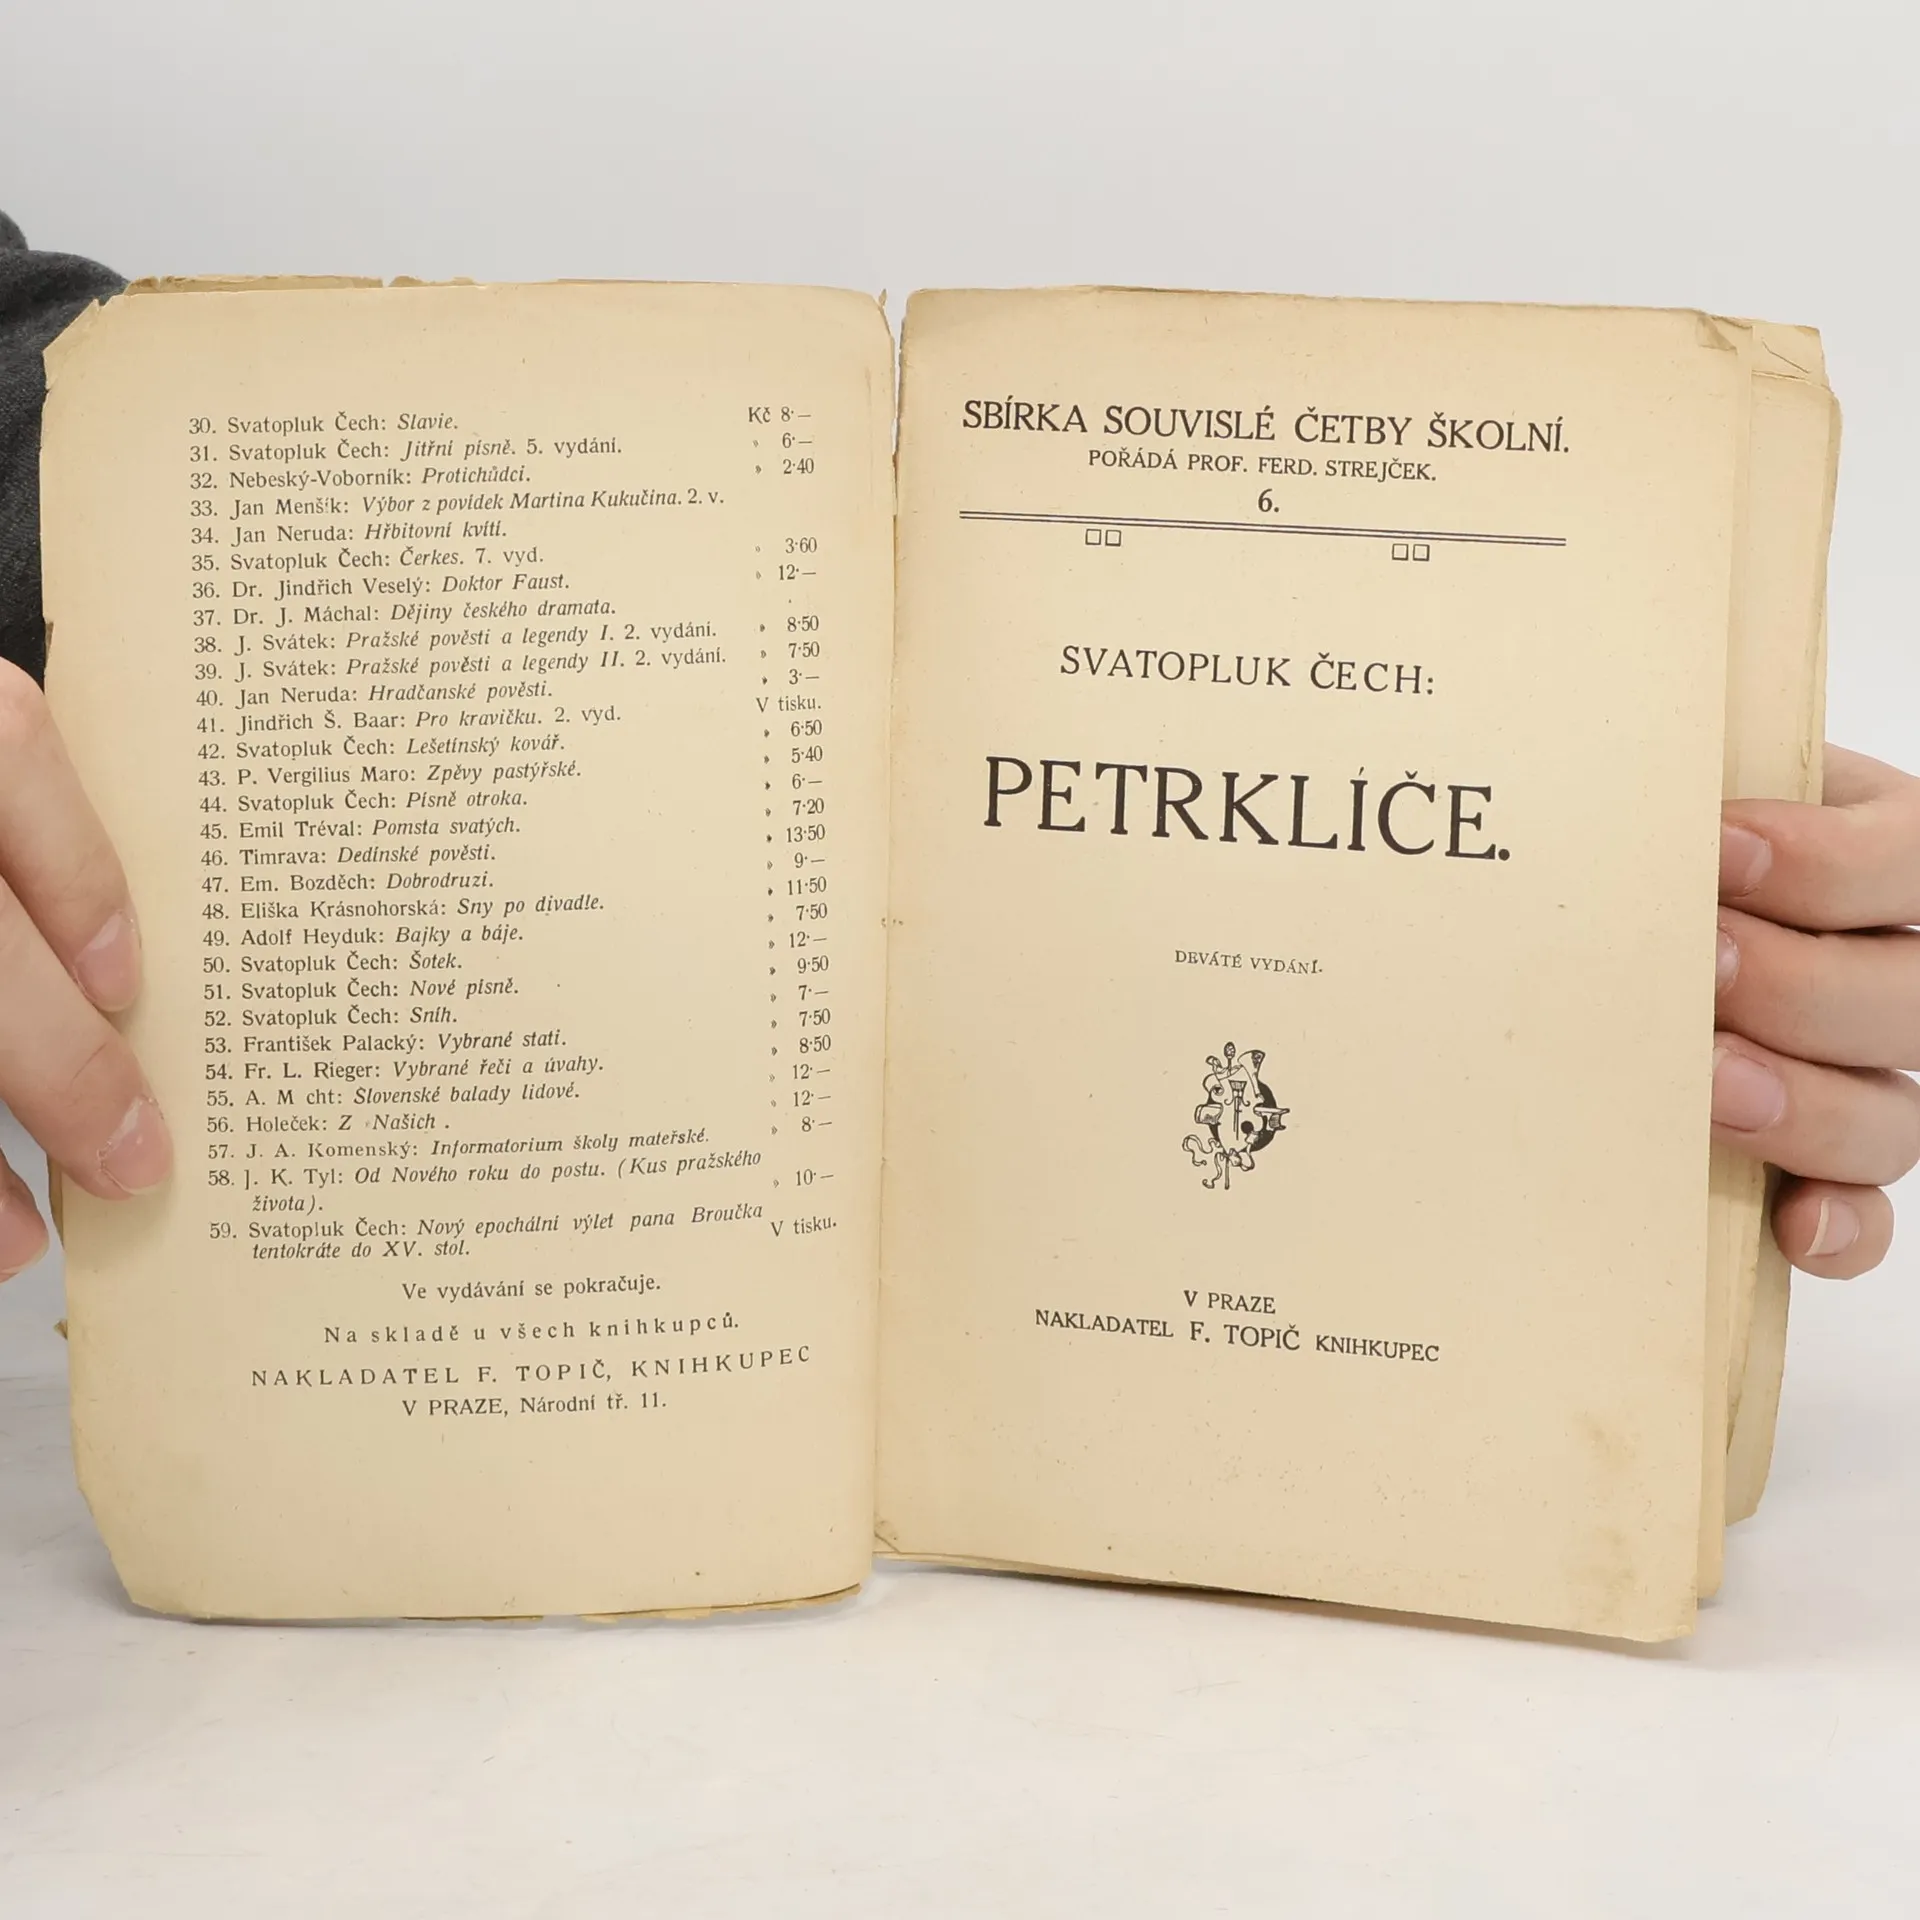 30. Svatopluk Čech: Slavie. Kč 8·—
31. Svatopluk Čech: Jitřní písně. 5. vydání. » 6·—
32. Nebeský-Voborník: Protichůdci. » 2·40
33. Jan Menšík: Výbor z povídek Martina Kukučína. 2. v.
34. Jan Neruda: Hřbitovní kvítí.
35. Svatopluk Čech: Čerkes. 7. vyd. » 3·60
36. Dr. Jindřich Veselý: Doktor Faust. » 12·—
37. Dr. J. Máchal: Dějiny českého dramata.
38. J. Svátek: Pražské pověsti a legendy I. 2. vydání. » 8·50
39. J. Svátek: Pražské pověsti a legendy II. 2. vydání. » 7·50
40. Jan Neruda: Hradčanské pověsti. » 3·—
41. Jindřich Š. Baar: Pro kravičku. 2. vyd. V tisku.
42. Svatopluk Čech: Lešetínský kovář. » 6·50
43. P. Vergilius Maro: Zpěvy pastýřské. » 5·40
44. Svatopluk Čech: Písně otroka. » 6·—
45. Emil Tréval: Pomsta svatých. » 7·20
46. Timrava: Dedinské pověsti. » 13·50
47. Em. Bozděch: Dobrodruzi. » 9·—
48. Eliška Krásnohorská: Sny po divadle. » 11·50
49. Adolf Heyduk: Bajky a báje. » 7·50
50. Svatopluk Čech: Šotek. » 12·—
51. Svatopluk Čech: Nové písně. » 9·50
52. Svatopluk Čech: Sníh. » 7·—
53. František Palacký: Vybrané stati. » 7·50
54. Fr. L. Rieger: Vybrané řeči a úvahy. » 8·50
55. A. M cht: Slovenské balady lidové. » 12·—
56. Holeček: Z Našich . » 12·—
57. J. A. Komenský: Informatorium školy mateřské. » 8·—
58. J. K. Tyl: Od Nového roku do postu. (Kus pražského
života). » 10·—
59. Svatopluk Čech: Nový epochální výlet pana Broučka
tentokráte do XV. stol. V tisku.
Ve vydávání se pokračuje.
Na skladě u všech knihkupců.
NAKLADATEL F. TOPIČ, KNIHKUPEC
V PRAZE, Národní tř. 11.
SBÍRKA SOUVISLÉ ČETBY ŠKOLNÍ.
POŘÁDÁ PROF. FERD. STREJČEK.
6.
SVATOPLUK ČECH:
PETRKLÍČE.
DEVÁTÉ VYDÁNÍ.
V PRAZE
NAKLADATEL F. TOPIČ KNIHKUPEC